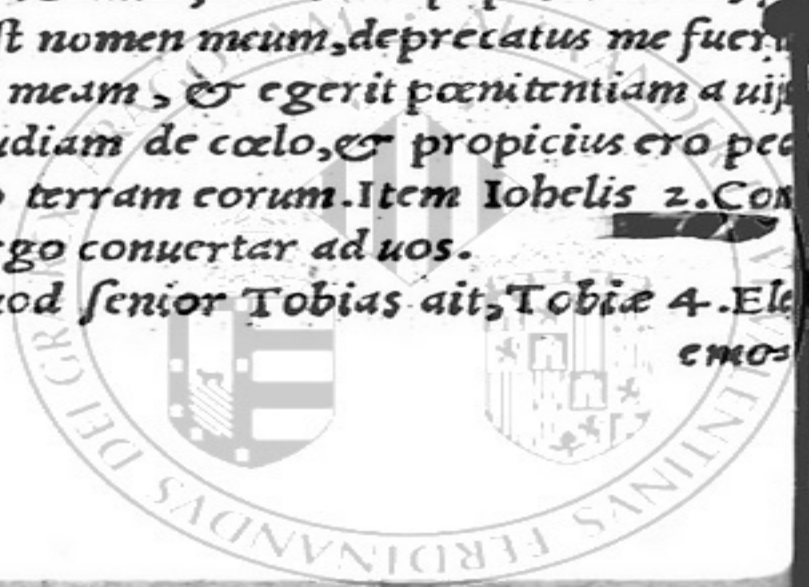 ſt nomen meum,deprecatus me fuer
meam, & egerit pœnitentiam a uij
udiam de cœlo,& propicius ero pec
o terram eorum.Item Iohelis 2.Con
rgo conuertar ad uos.
uod ſenior Tobias ait,Tobiæ 4.Ele
emos=